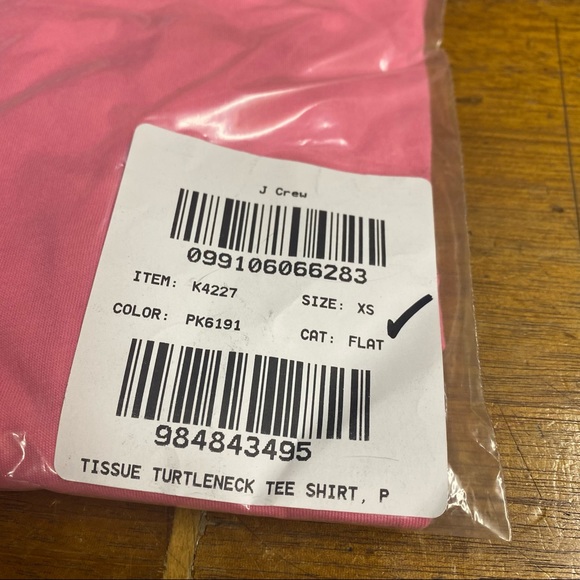 J Crew
099106066283
ITEM: K4227 SIZE: XS
COLOR: PK6191 CAT: FLAT
984843495
TISSUE TURTLENECK TEE SHIRT, P